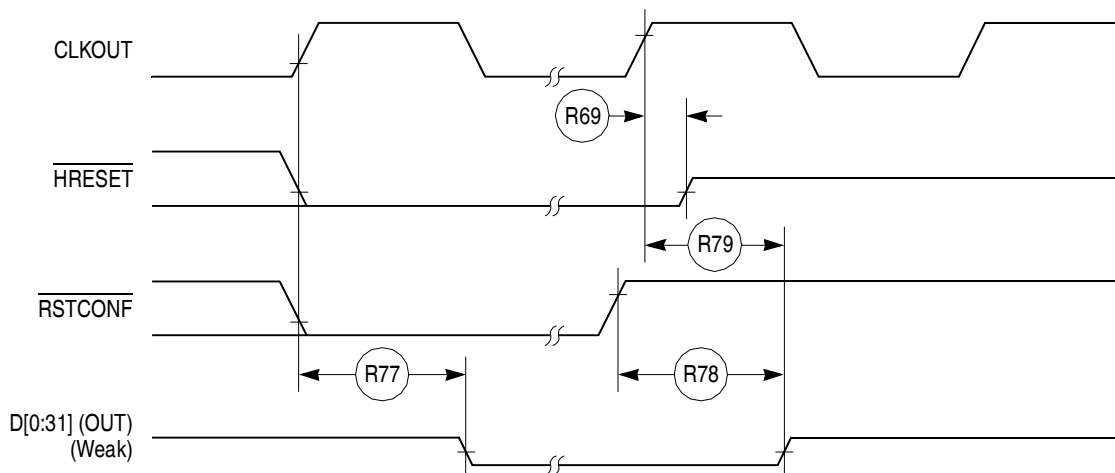 CLKOUT
R69
HRESET
R79
RSTCONF
R77
R78
D[0:31] (OUT)
(Weak)